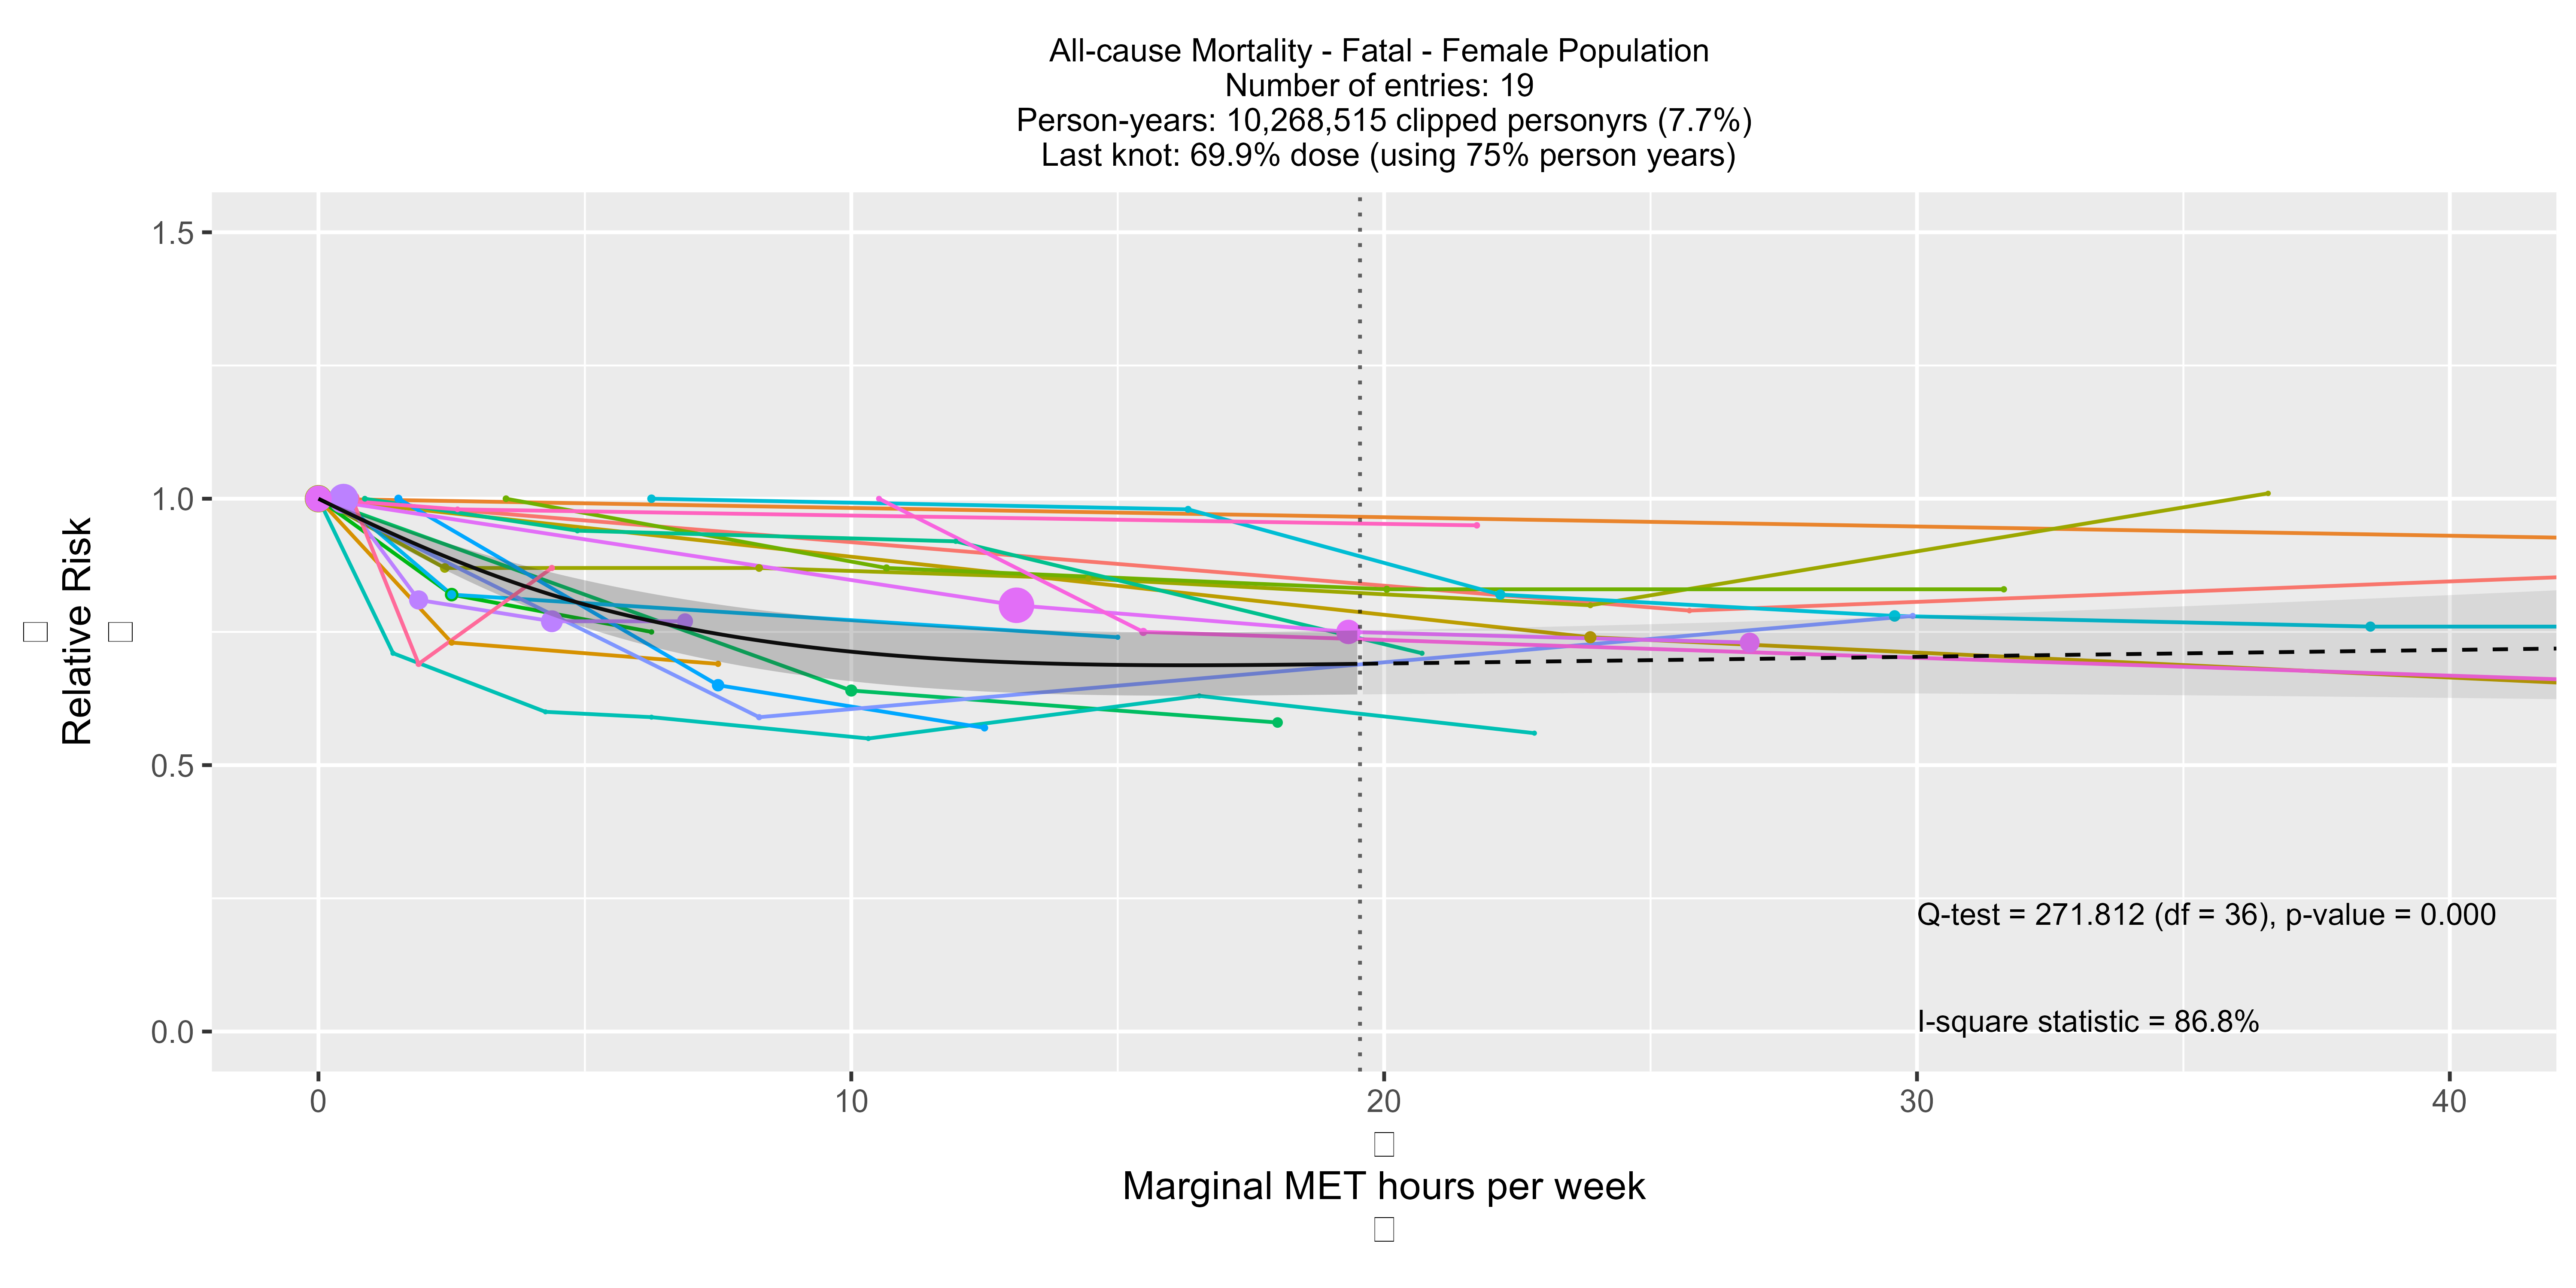 All-cause Mortality - Fatal - Female Population
Number of entries: 19
Person-years: 10,268,515 clipped personyrs (7.7%)
Last knot: 69.9% dose (using 75% person years)
1.5
1.0
0.5
0.0
Relative Risk
Q-test = 271.812 (df = 36), p-value = 0.000
I-square statistic = 86.8%
0 10 20 30 40
Marginal MET hours per week